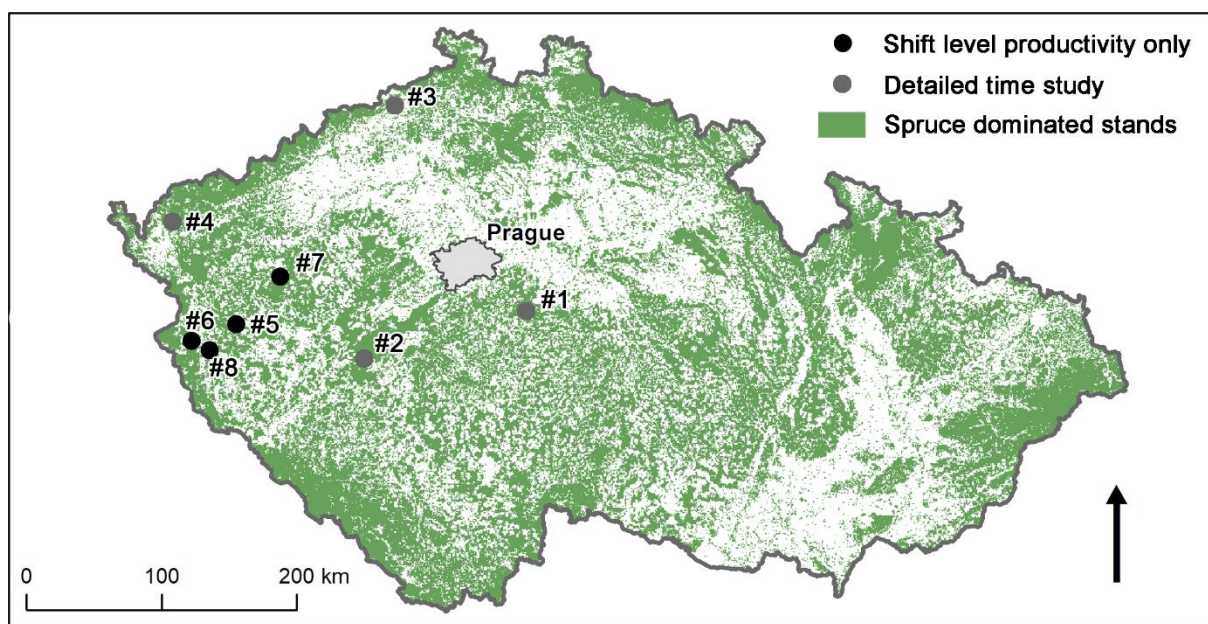 Shift level productivity only
Detailed time study
Spruce dominated stands
#3
#4
Prague
#7
#1
#6
#5
#2
#8
0 100 200 km